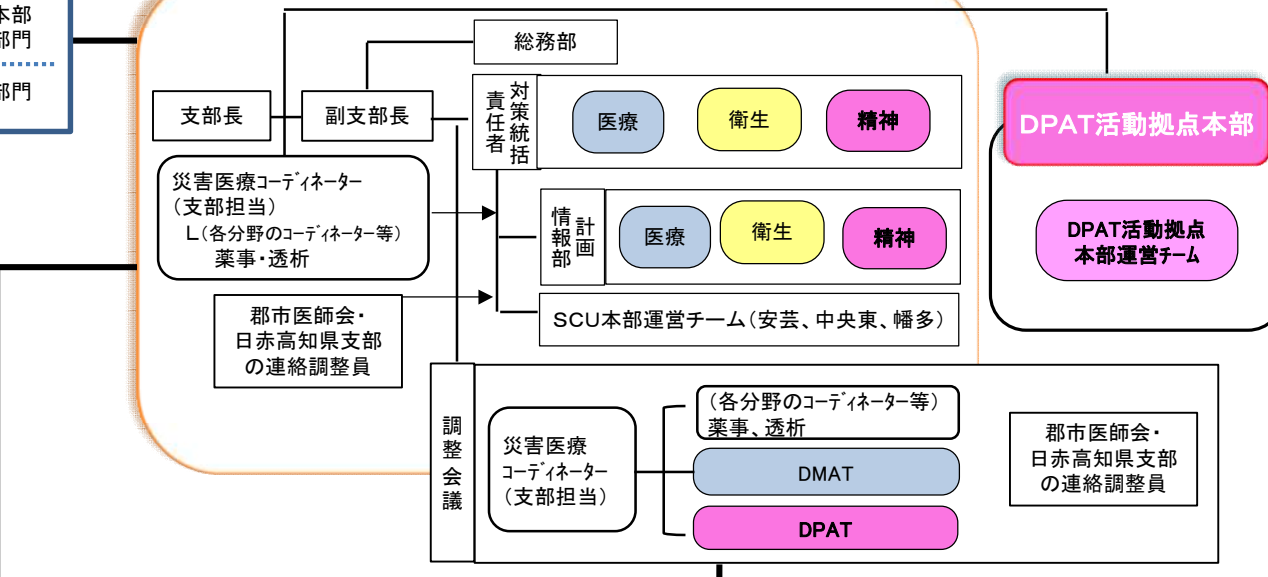 本部
部門
部門
総務部
支部長
副支部長
対策統括
責任者
医療
衛生
精神
DPAT活動拠点本部
災害医療コーディネーター
(支部担当)
L(各分野のコーディネーター等)
薬事・透析
情報部
計画
医療
衛生
精神
DPAT活動拠点
本部運営チーム
郡市医師会・
日赤高知県支部
の連絡調整員
SCU本部運営チーム(安芸、中央東、幡多)
調整会議
災害医療
コーディネーター
(支部担当)
(各分野のコーディネーター等)
薬事、透析
DMAT
DPAT
郡市医師会・
日赤高知県支部
の連絡調整員